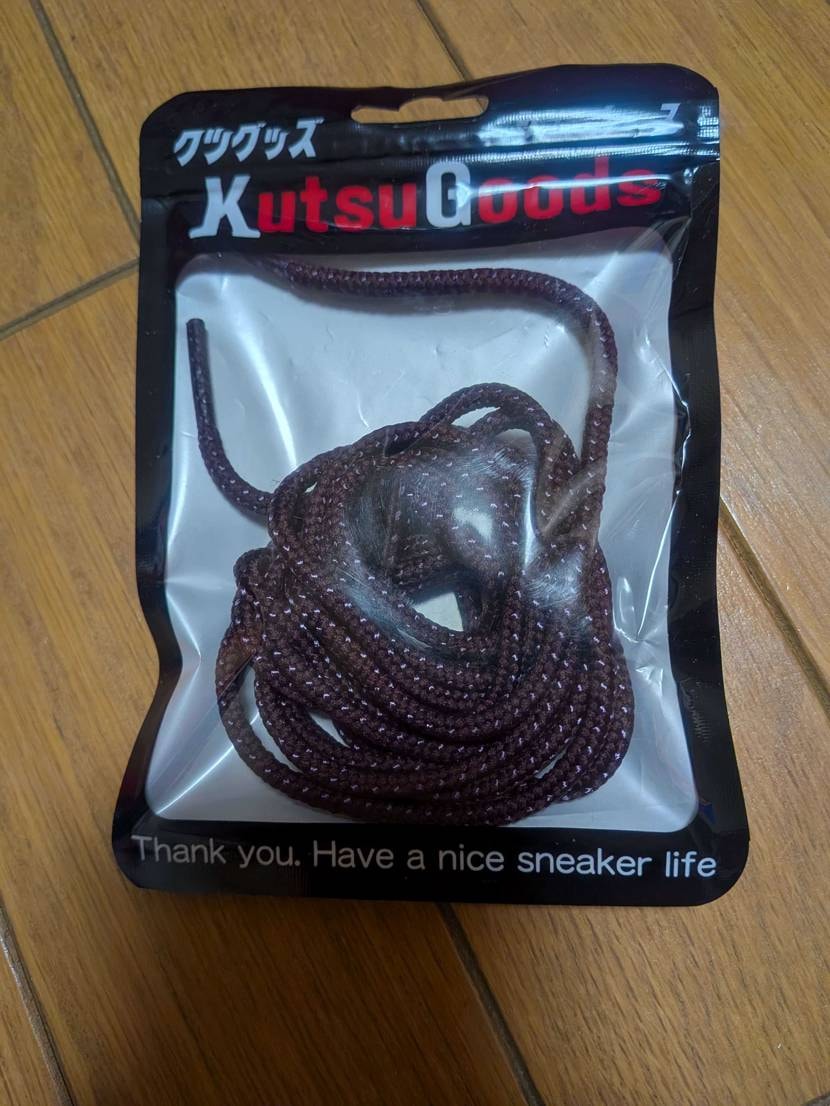 クツグッズ
KutsuGoods
Thank you. Have a nice sneaker life